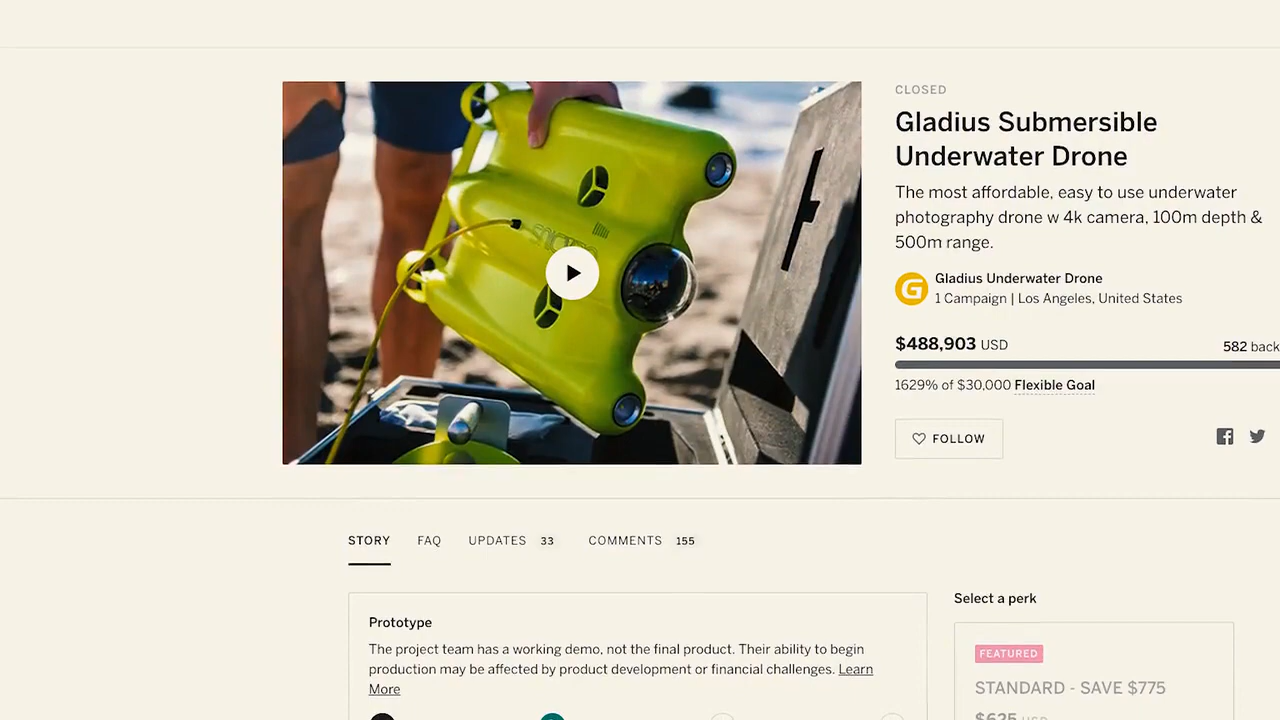 CLOSED
Gladius Submersible
Underwater Drone
The most affordable, easy to use underwater
photography drone w 4k camera, 100m depth &
500m range.
Gladius Underwater Drone
1 Campaign | Los Angeles, United States
$488,903 USD
582 back
1629% of $30,000 Flexible Goal
FOLLOW
STORY
FAQ
UPDATES 33
COMMENTS 155
Prototype
The project team has a working demo, not the final product. Their ability to begin
production may be affected by product development or financial challenges. Learn
More
Select a perk
FEATURED
STANDARD - SAVE $775
$625 USD